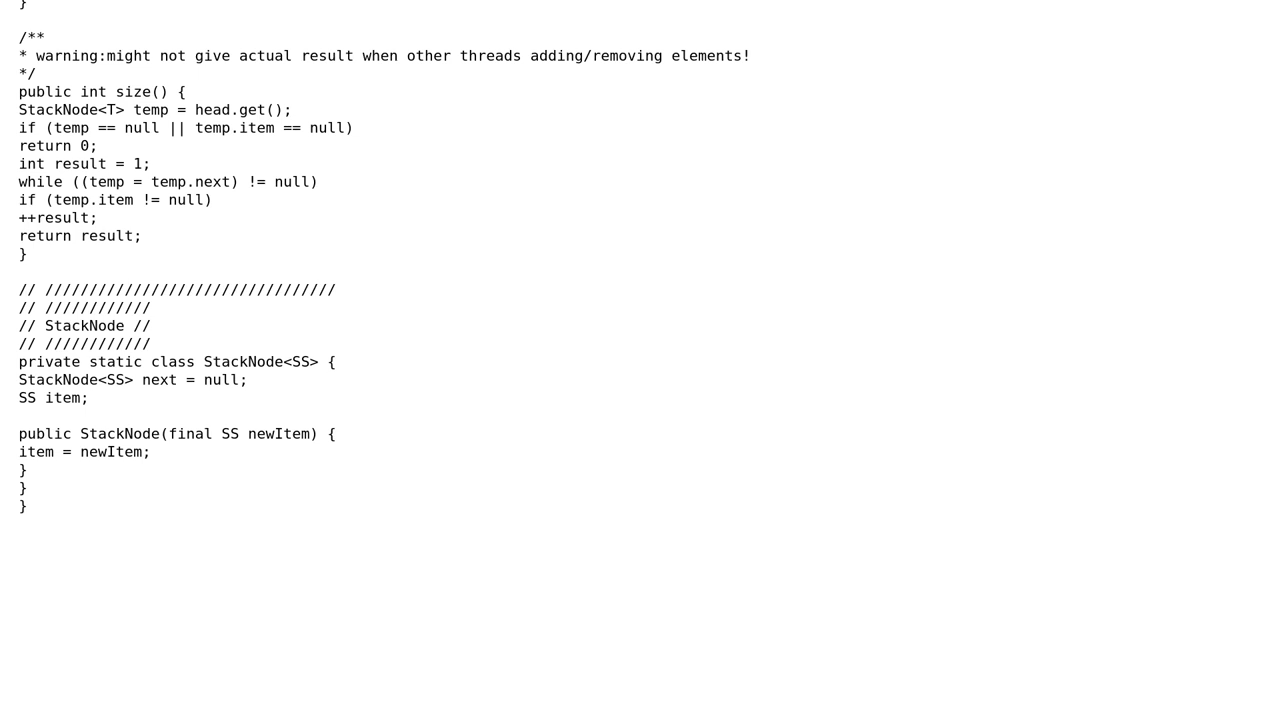 }

/**
* warning:might not give actual result when other threads adding/removing elements!
*/
public int size() {
StackNode<T> temp = head.get();
if (temp == null || temp.item == null)
return 0;
int result = 1;
while ((temp = temp.next) != null)
if (temp.item != null)
++result;
return result;
}

// /////////////////////////////////
// ////////////
// StackNode //
// ////////////
private static class StackNode<SS> {
StackNode<SS> next = null;
SS item;

public StackNode(final SS newItem) {
item = newItem;
}
}
}